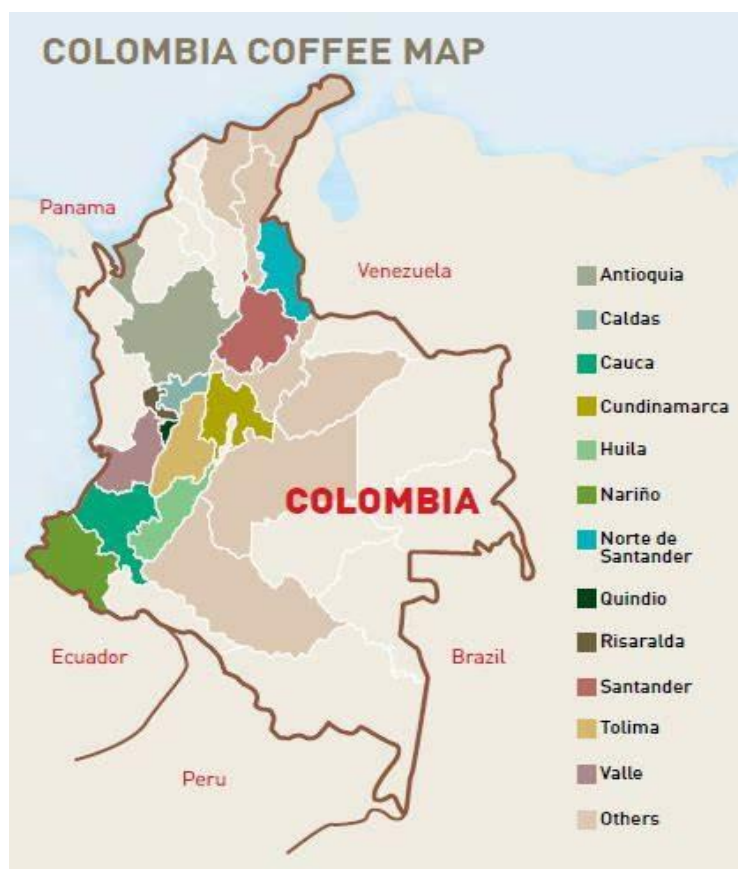 COLOMBIA COFFEE MAP
Panama
Venezuela
Antioquia
Caldas
Cauca
Cundinamarca
Huila
COLOMBIA
Nariño
Norte de
Santander
Quindio
Risaralda
Ecuador
Brazil
Santander
Tolima
Peru
Valle
Others